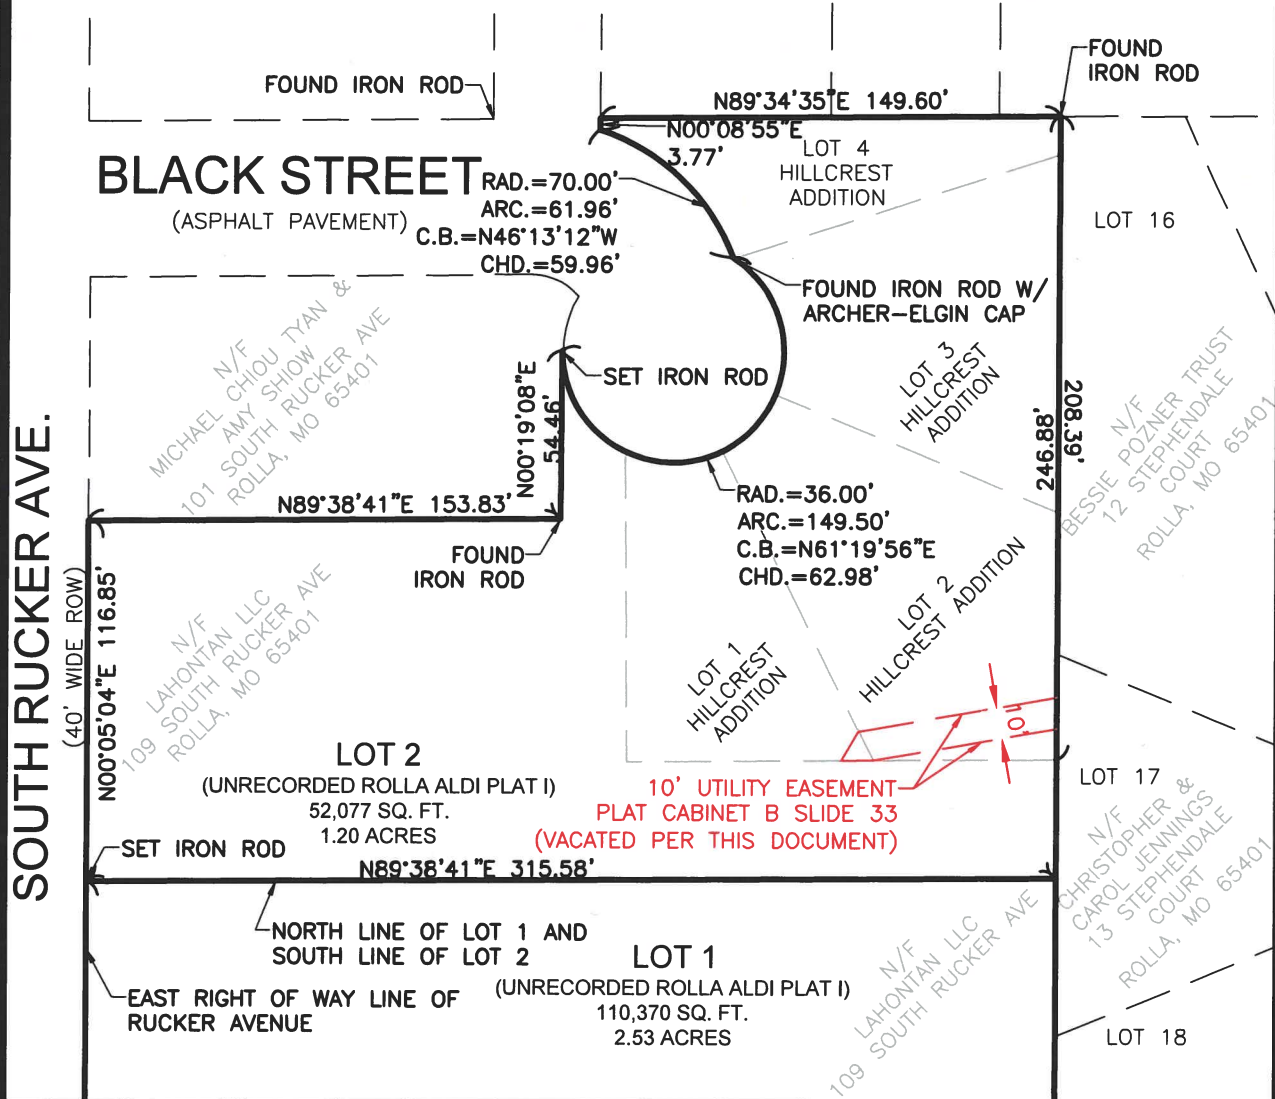 FOUND
IRON ROD
FOUND IRON ROD
N89°34'35"E 149.60'
N00°08'55"E
3.77'
LOT 4
HILLCREST
ADDITION
BLACK STREET
(ASPHALT PAVEMENT)
RAD.=70.00'
ARC.=61.96'
C.B.=N46°13'12"W
CHD.=59.96'
LOT 16
FOUND IRON ROD W/
ARCHER-ELGIN CAP
N/F
MICHAEL CHIOU TYAN &
AMY SHIOW
101 SOUTH RUCKER AVE
ROLLA, MO 65401
SET IRON ROD
LOT 3
HILLCREST
ADDITION
N00°19'08"E
54.46'
208.39'
246.88'
N/F
BESSIE POZNER TRUST
12 STEPHENDALE
COURT
ROLLA, MO 65401
N89°38'41"E 153.83'
RAD.=36.00'
ARC.=149.50'
C.B.=N61°19'56"E
CHD.=62.98'
FOUND
IRON ROD
SOUTH RUCKER AVE.
(40' WIDE ROW)
N00°05'04"E 116.85'
N/F
LAHONTAN LLC
109 SOUTH RUCKER AVE
ROLLA, MO 65401
LOT 2
HILLCREST ADDITION
LOT 1
HILLCREST
ADDITION
10'
LOT 2
(UNRECORDED ROLLA ALDI PLAT I)
52,077 SQ. FT.
1.20 ACRES
10' UTILITY EASEMENT
PLAT CABINET B SLIDE 33
(VACATED PER THIS DOCUMENT)
LOT 17
N/F
CHRISTOPHER &
CAROL JENNINGS
13 STEPHENDALE
COURT
ROLLA, MO 65401
SET IRON ROD
N89°38'41"E 315.58'
NORTH LINE OF LOT 1 AND
SOUTH LINE OF LOT 2
LOT 1
(UNRECORDED ROLLA ALDI PLAT I)
110,370 SQ. FT.
2.53 ACRES
EAST RIGHT OF WAY LINE OF
RUCKER AVENUE
N/F
LAHONTAN LLC
109 SOUTH RUCKER AVE
LOT 18